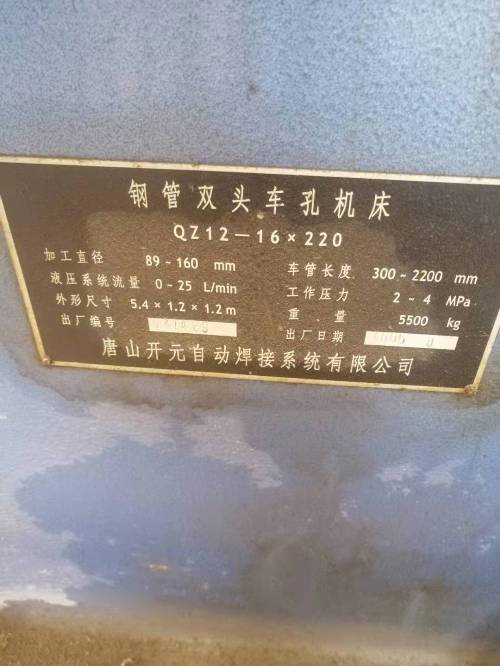 钢管双头车孔机床
QZ12-16×220
加工直径 89~160 mm 车管长度 300~2200 mm
液压系统流量 0-25 L/min 工作压力 2~4 MPa
外形尺寸 5.4×1.2×1.2m 重量 5500 kg
出厂编号 出厂日期
唐山开元自动焊接系统有限公司